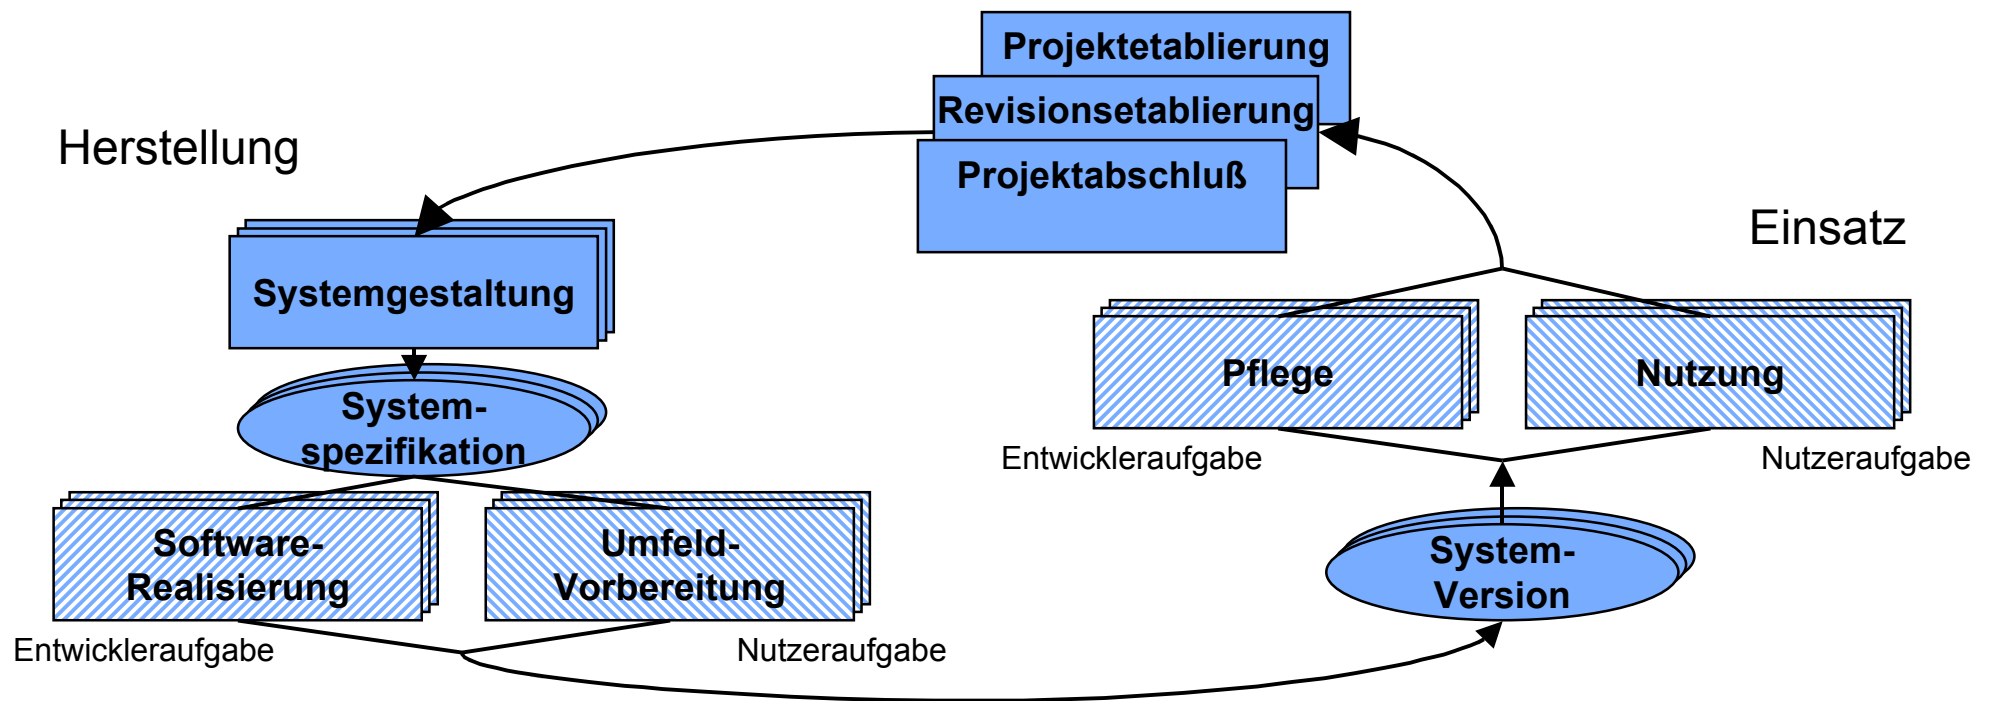 Projektetablierung
Revisionsetablierung
Projektabschluß
Herstellung
Einsatz
Systemgestaltung
System-
spezifikation
Software-
Realisierung
Entwickleraufgabe
Umfeld-
Vorbereitung
Nutzeraufgabe
Pflege
Entwickleraufgabe
Nutzung
Nutzeraufgabe
System-
Version